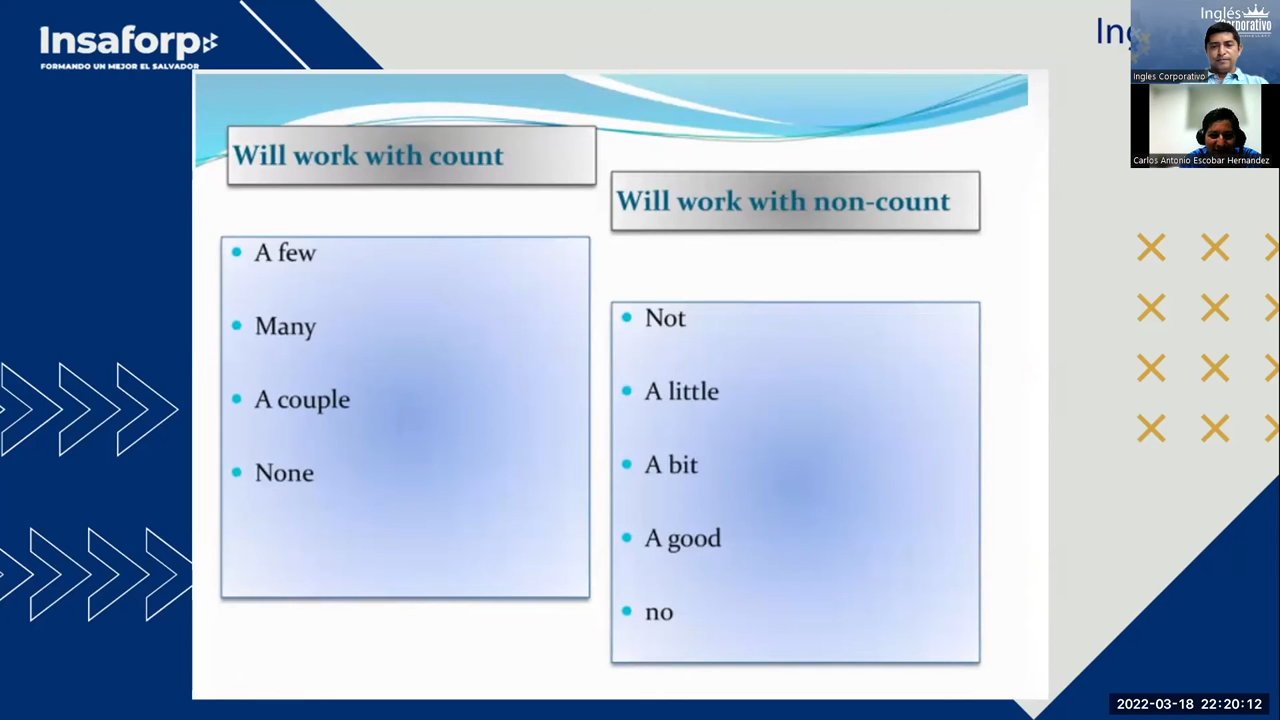 Insaforp
FORMANDO UN MEJOR EL SALVADOR
Inglés
Corporativo
Ingles Corporativo
Carlos Antonio Escobar Hernandez
Will work with count
A few
Many
A couple
None
Will work with non-count
Not
A little
A bit
A good
no
2022-03-18 22:20:12